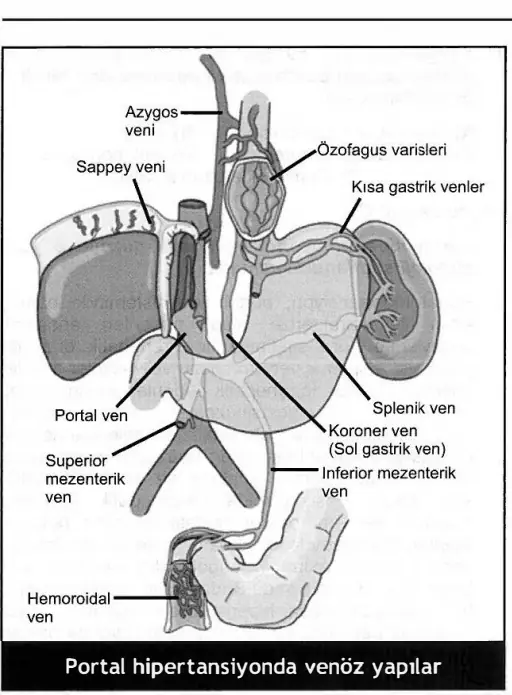 Azygos
veni
Özofagus varisleri
Sappey veni
Kısa gastrik venler
Portal ven
Splenik ven
Koroner ven
(Sol gastrik ven)
Superior
mezenterik
ven
Inferior mezenterik
ven
Hemoroidal
ven
Portal hipertansiyonda venöz yapılar